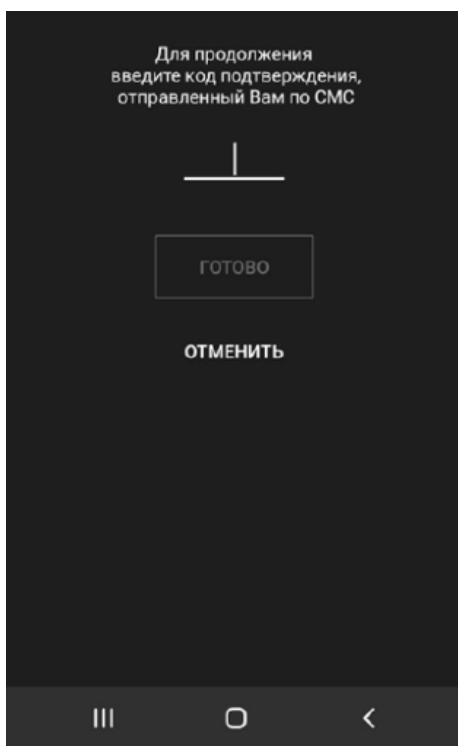 Для продолжения
введите код подтверждения,
отправленный Вам по СМС
ГОТОВО
ОТМЕНИТЬ